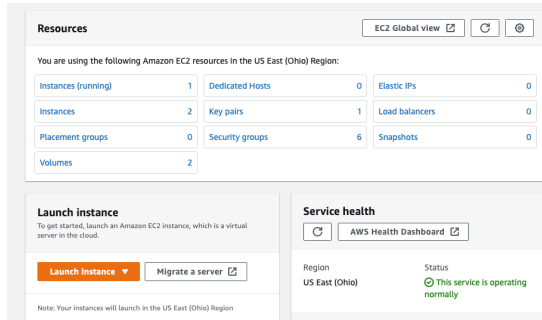 Resources
EC2 Global view
You are using the following Amazon EC2 resources in the US East (Ohio) Region:
Instances (running) 1 Dedicated Hosts 0 Elastic IPs 0
Instances 2 Key pairs 1 Load balancers 0
Placement groups 0 Security groups 6 Snapshots 0
Volumes 2
Launch instance
To get started, launch an Amazon EC2 instance, which is a virtual
server in the cloud.
Launch instance Migrate a server
Note: Your instances will launch in the US East (Ohio) Region
Service health
AWS Health Dashboard
Region Status
US East (Ohio) This service is operating
normally